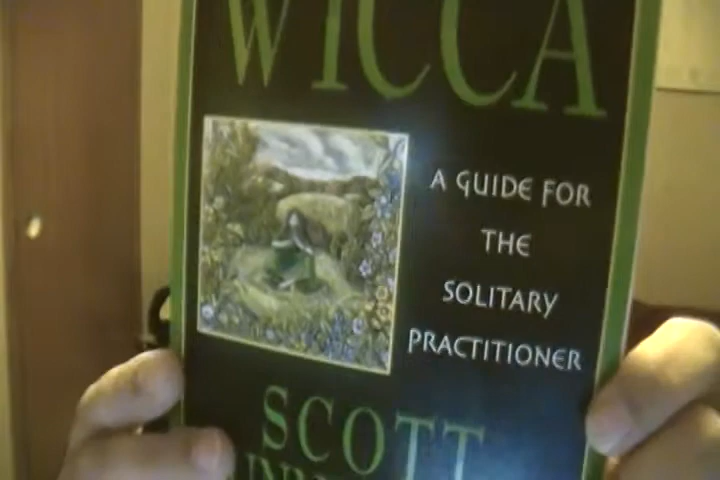 WICCA
A GUIDE FOR
THE
SOLITARY
PRACTITIONER
SCOTT